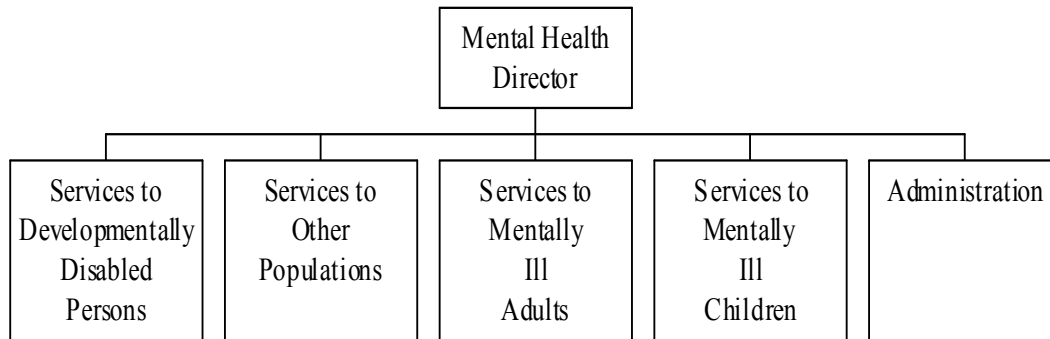 Mental Health
Director
Services to
Developmentally
Disabled
Persons
Services to
Other
Populations
Services to
Mentally
Ill
Adults
Services to
Mentally
Ill
Children
Administration